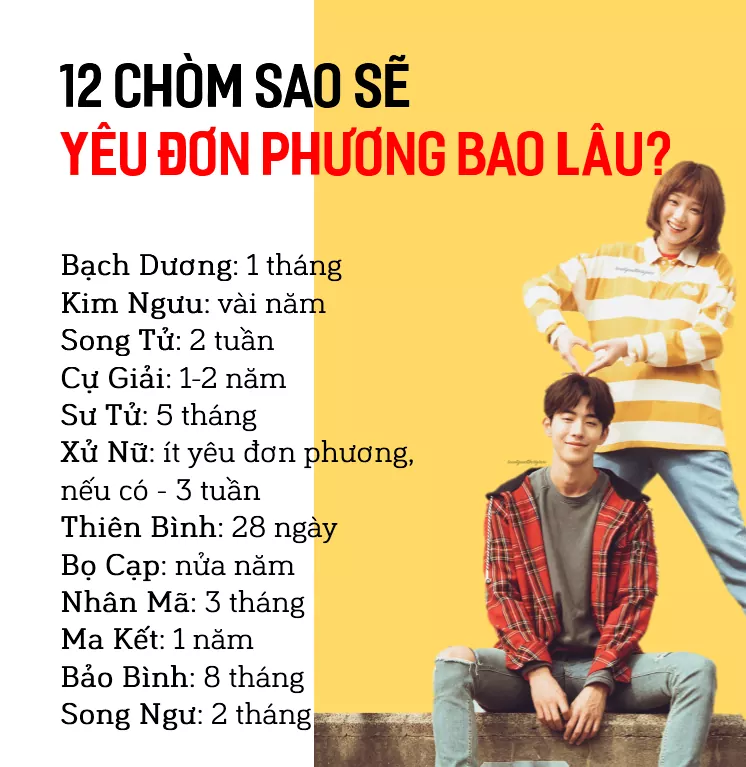 12 CHÒM SAO SẼ
YÊU ĐƠN PHƯƠNG BAO LÂU?
Bạch Dương: 1 tháng
Kim Ngưu: vài năm
Song Tử: 2 tuần
Cự Giải: 1-2 năm
Sư Tử: 5 tháng
Xử Nữ: ít yêu đơn phương,
nếu có - 3 tuần
Thiên Bình: 28 ngày
Bọ Cạp: nửa năm
Nhân Mã: 3 tháng
Ma Kết: 1 năm
Bảo Bình: 8 tháng
Song Ngư: 2 tháng